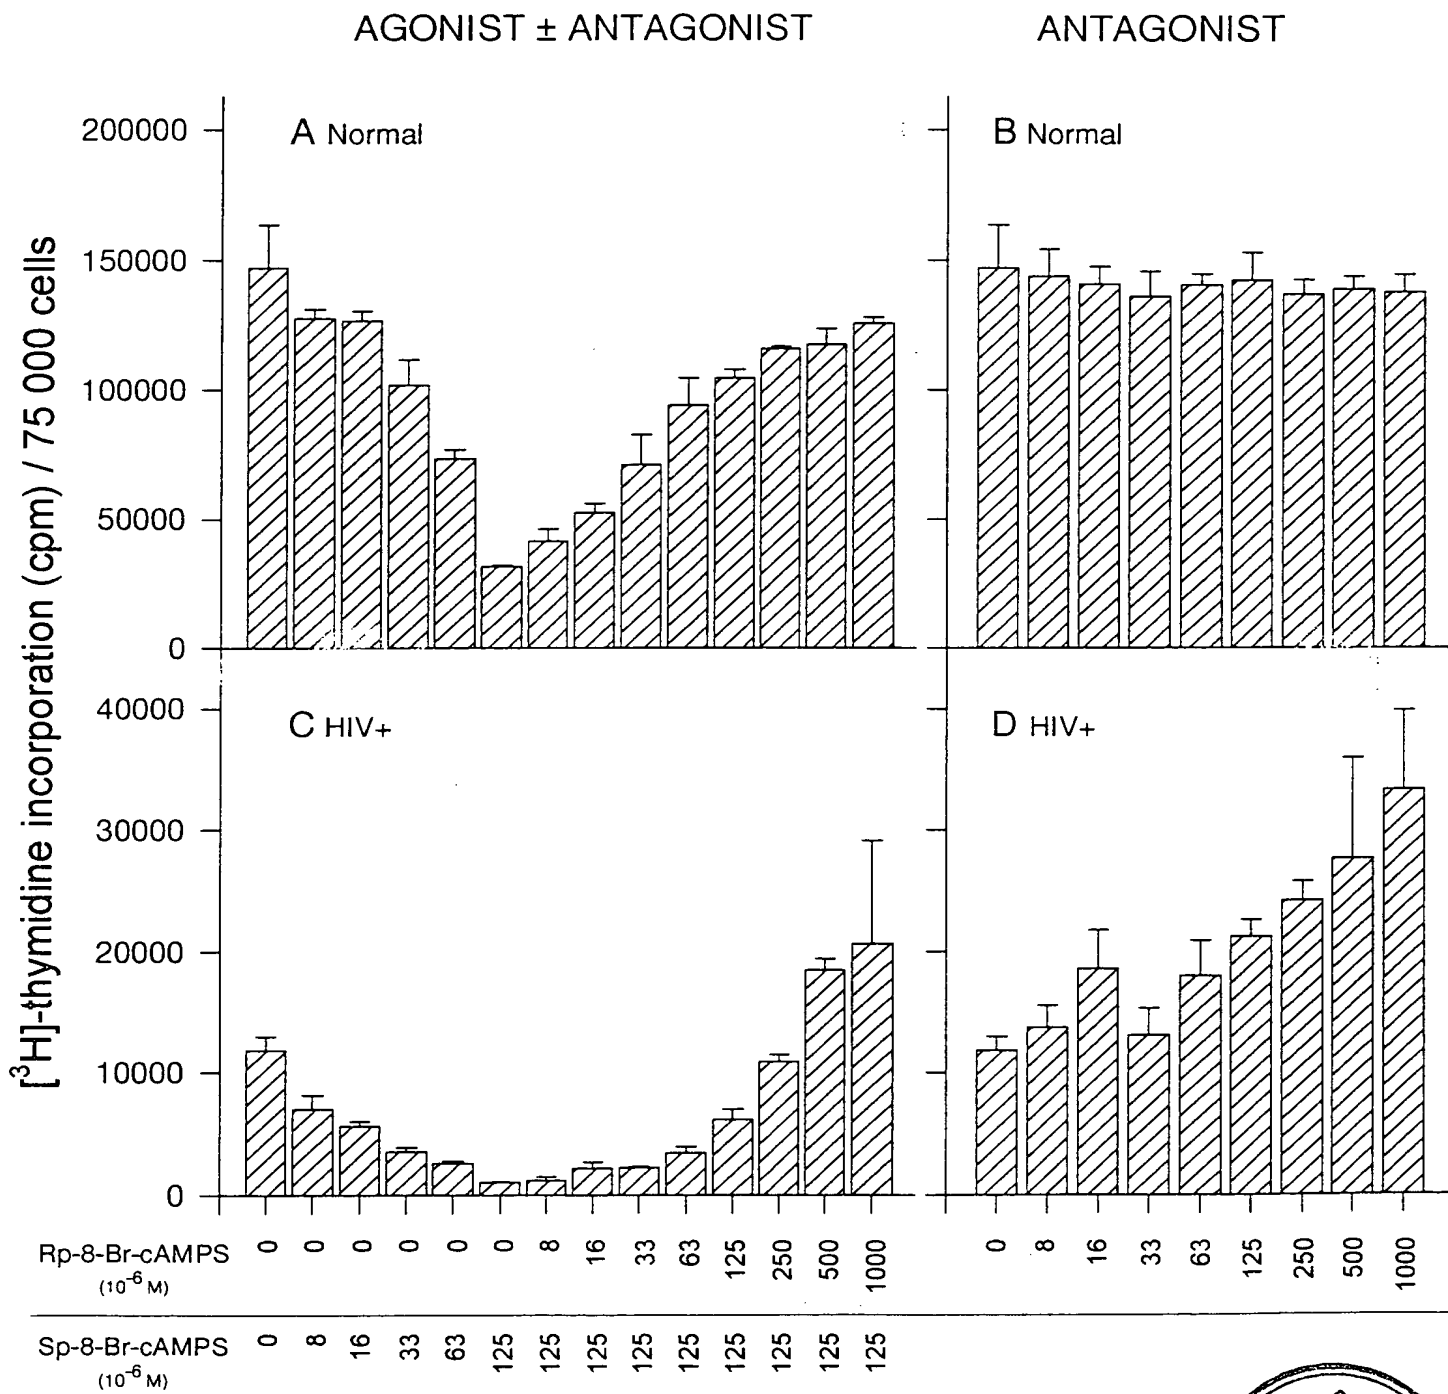 AGONIST ± ANTAGONIST
ANTAGONIST
[³H]-thymidine incorporation (cpm) / 75 000 cells
A Normal
200000
150000
100000
50000
0
B Normal
C HIV+
40000
30000
20000
10000
0
D HIV+
Rp-8-Br-cAMPS 0 0 0 0 0 0 8 16 33 63 125 250 500 1000 0 8 16 33 63 125 250 500 1000
(10⁻⁶ M)
Sp-8-Br-cAMPS 0 8 16 33 63 125 125 125 125 125 125 125 125 125
(10⁻⁶ M)